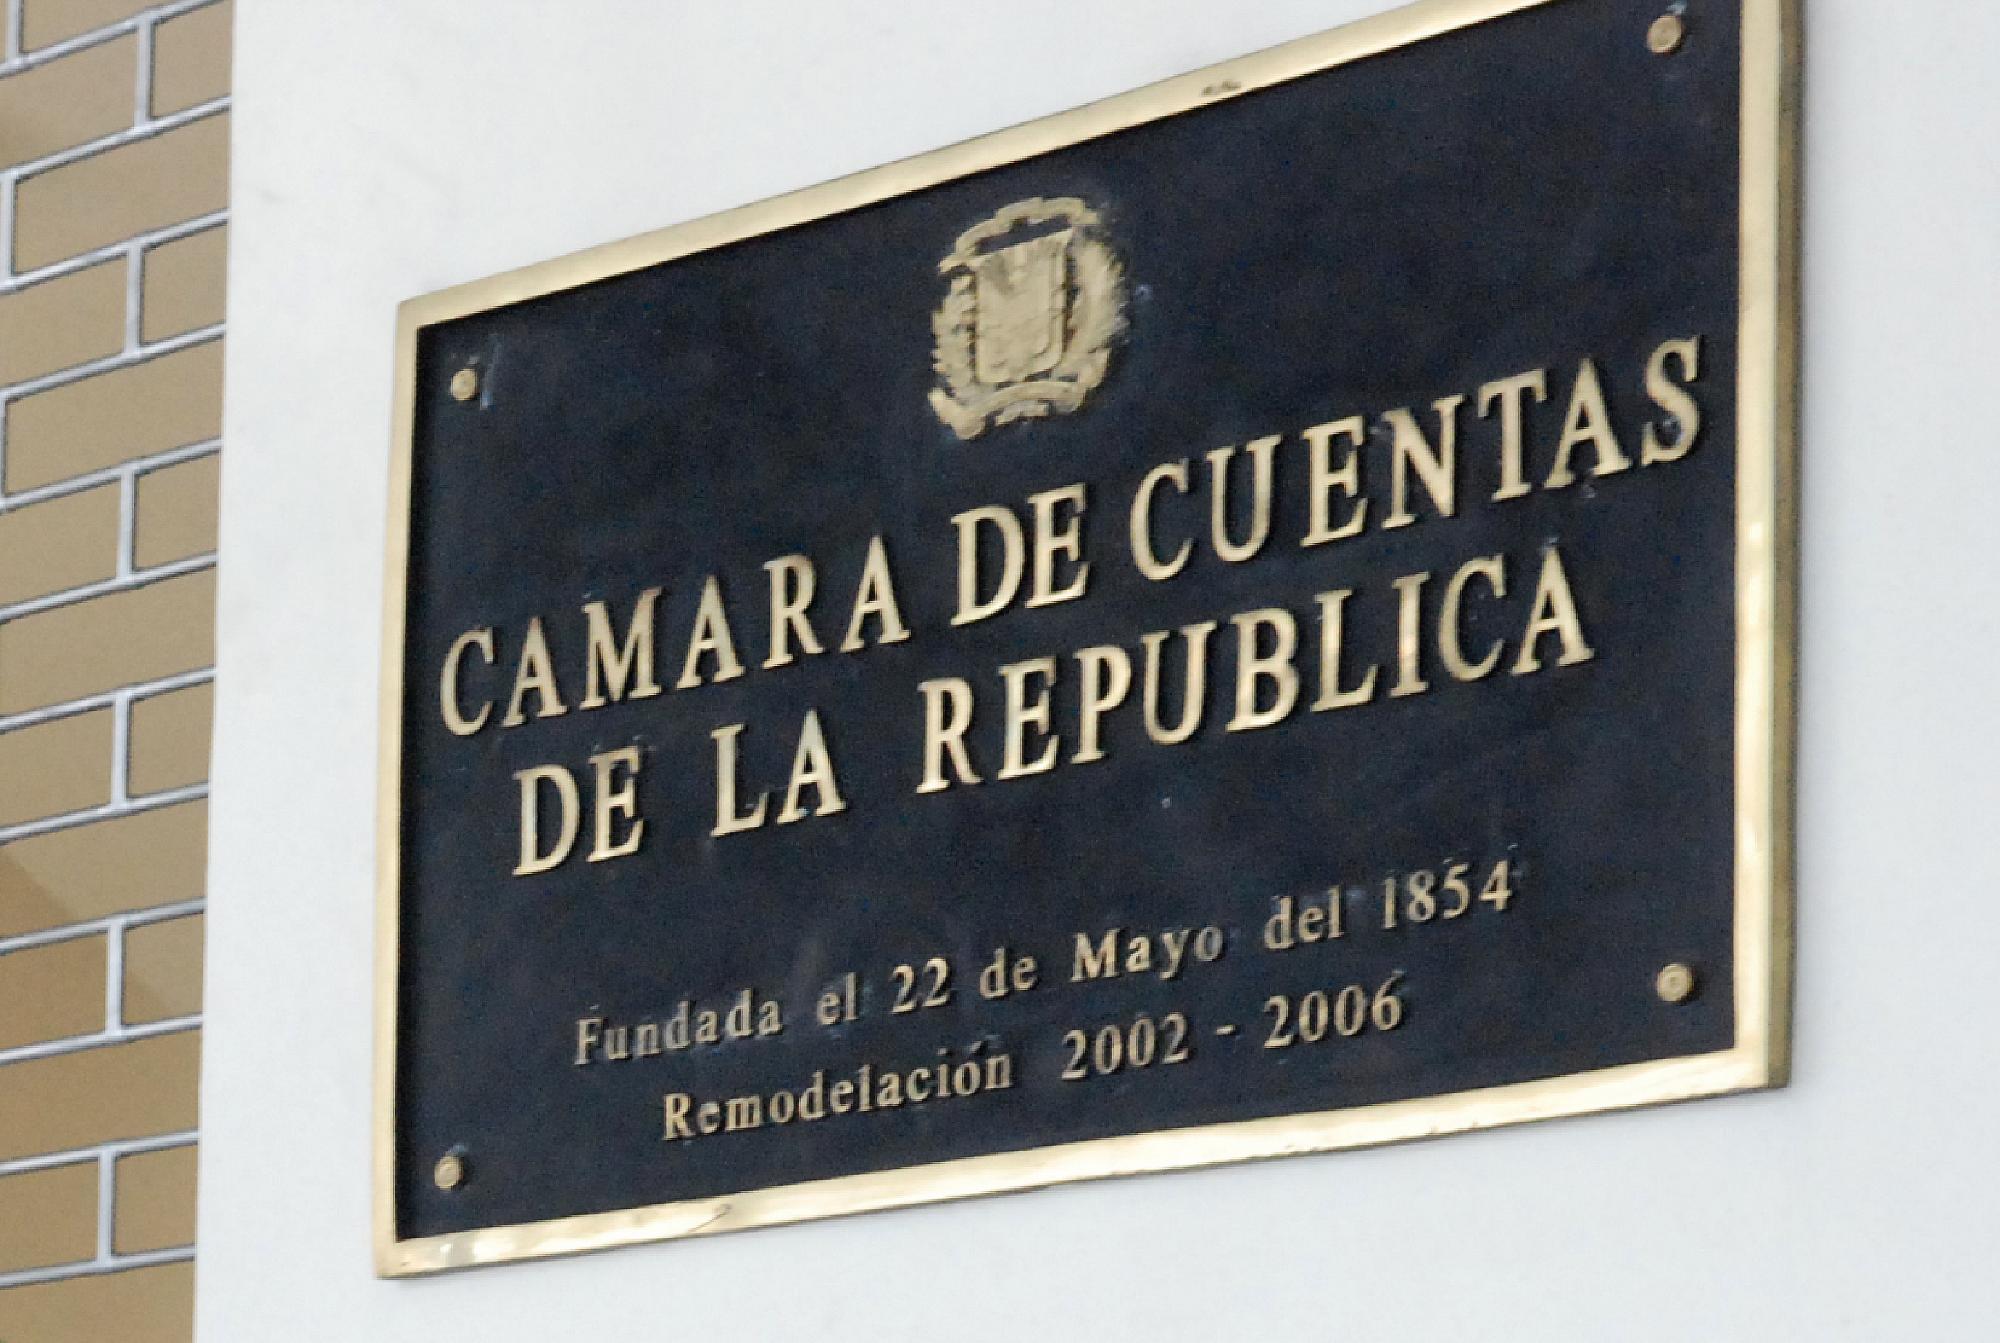 CAMARA DE CUENTAS
DE LA REPUBLICA
Fundada el 22 de Mayo del 1854
Remodelación 2002 - 2006